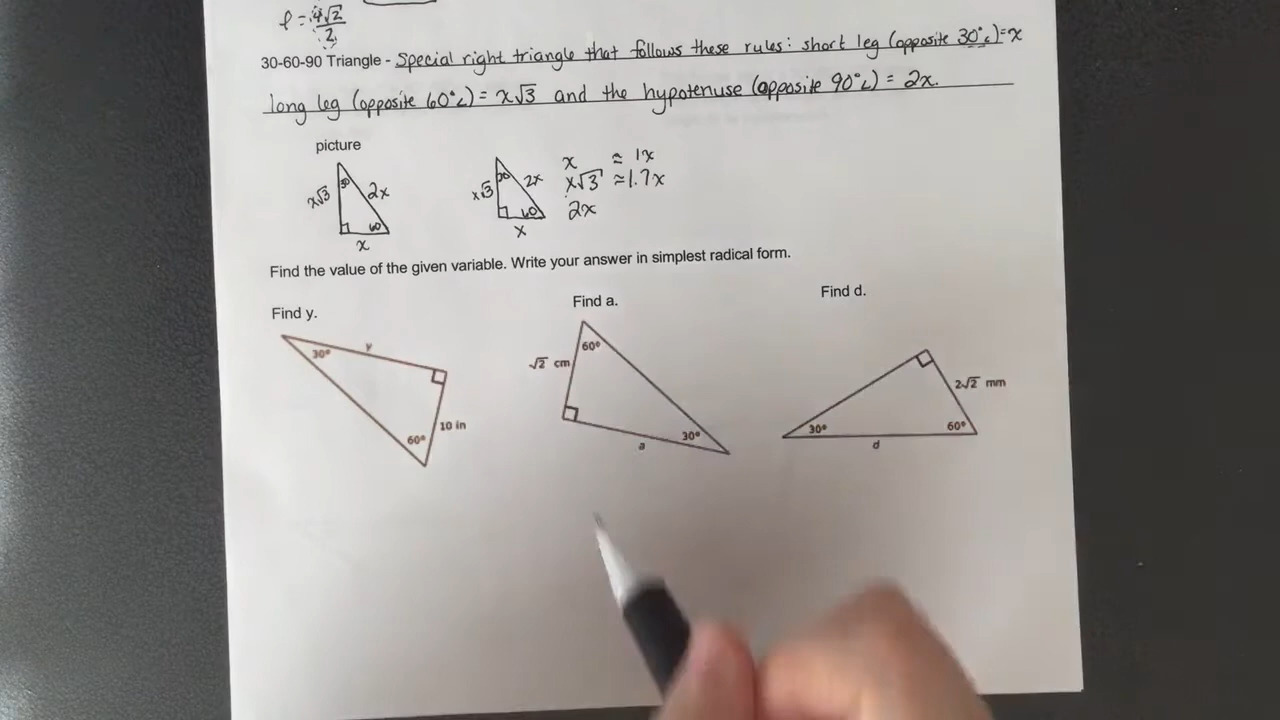 l = 4√2
2
30-60-90 Triangle - Special right triangle that follows these rules: short leg (opposite 30°∠)=x
long leg (opposite 60°∠) = x√3 and the hypotenuse (opposite 90°∠) = 2x.
picture
x√3 30 2x 60 x
x√3 30 2x 60 x
x ≈ 1x
x√3 ≈ 1.7x
2x
Find the value of the given variable. Write your answer in simplest radical form.
Find y.
30° y
10 in
60°
Find a.
60°
√2 cm
30°
a
Find d.
2√2 mm
30° 60°
d